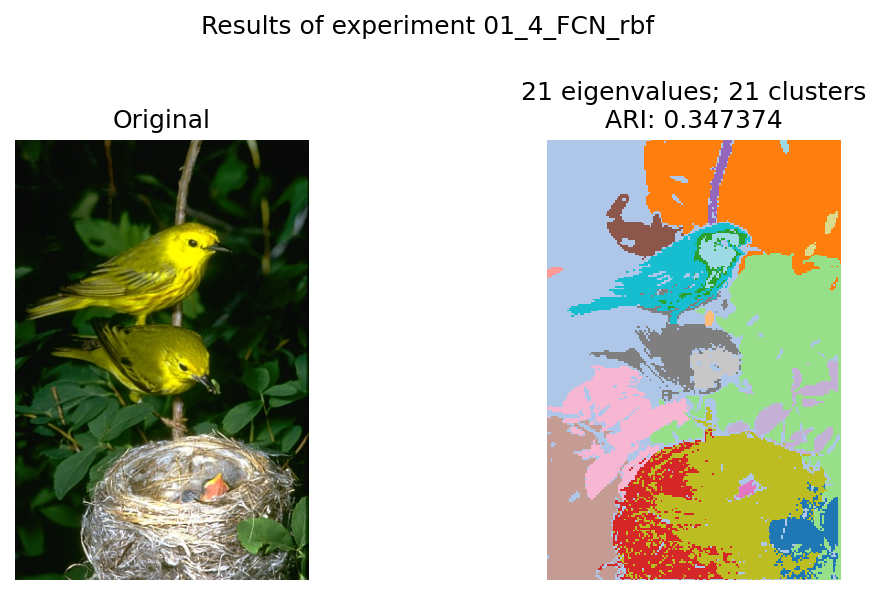 Results of experiment 01_4_FCN_rbf
Original
21 eigenvalues; 21 clusters
ARI: 0.347374